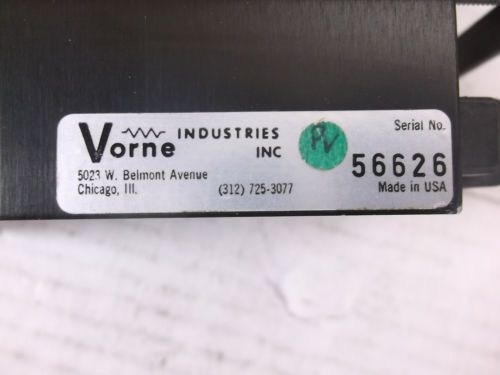 Vorne INDUSTRIES INC
5023 W. Belmont Avenue
Chicago, Ill. (312) 725-3077
PV
Serial No.
56626
Made in USA